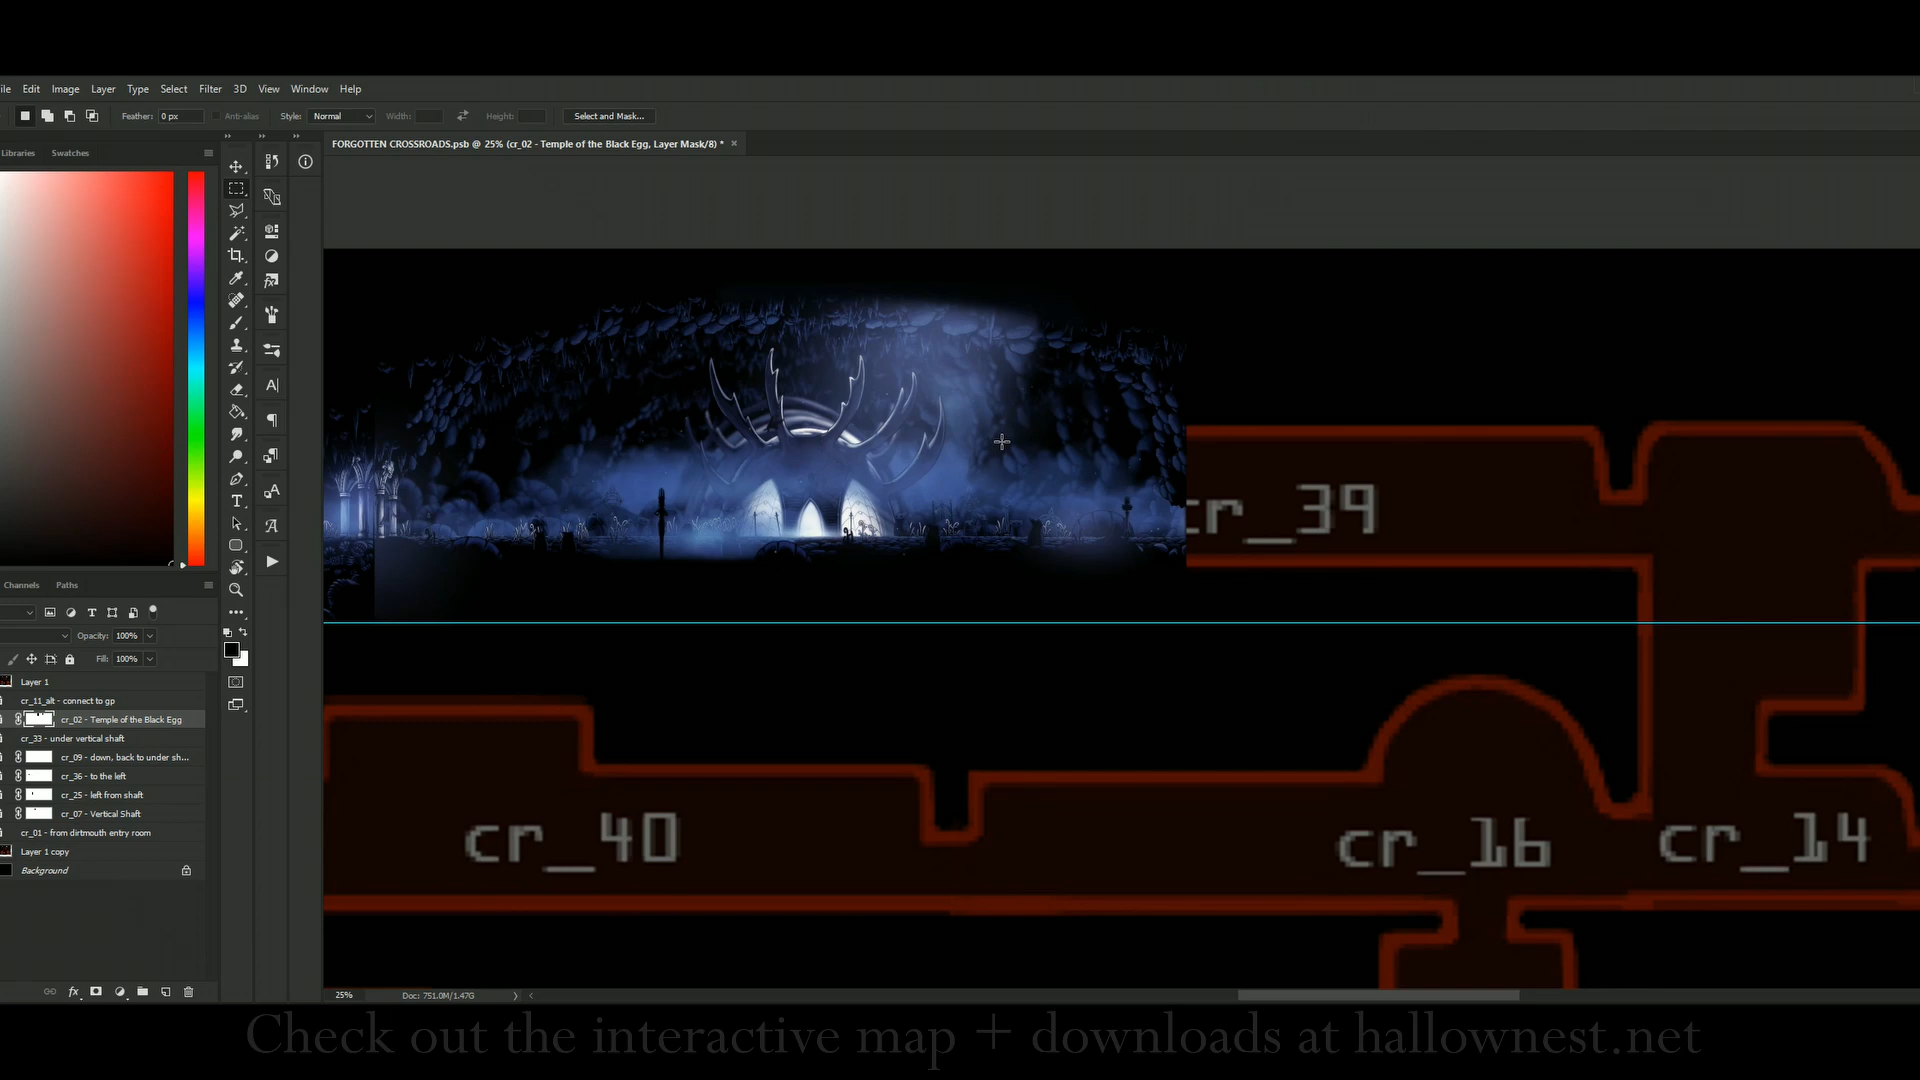 ile Edit Image Layer Type Select Filter 3D View Window Help
Feather: 0 px Anti-alias Style: Normal Width: Height: Select and Mask...
FORGOTTEN CROSSROADS.psb @ 25% (cr_02 - Temple of the Black Egg, Layer Mask/8) * ×
Libraries Swatches
cr_39
Channels Paths
Opacity: 100%
Fill: 100%
Layer 1
cr_11_alt - connect to gp
cr_02 - Temple of the Black Egg
cr_33 - under vertical shaft
cr_09 - down, back to under sh...
cr_36 - to the left
cr_25 - left from shaft
cr_07 - Vertical Shaft
cr_01 - from dirtmouth entry room
Layer 1 copy
Background
cr_40
cr_16
cr_14
25% Doc: 751.0M/1.47G
Check out the interactive map + downloads at hallownest.net